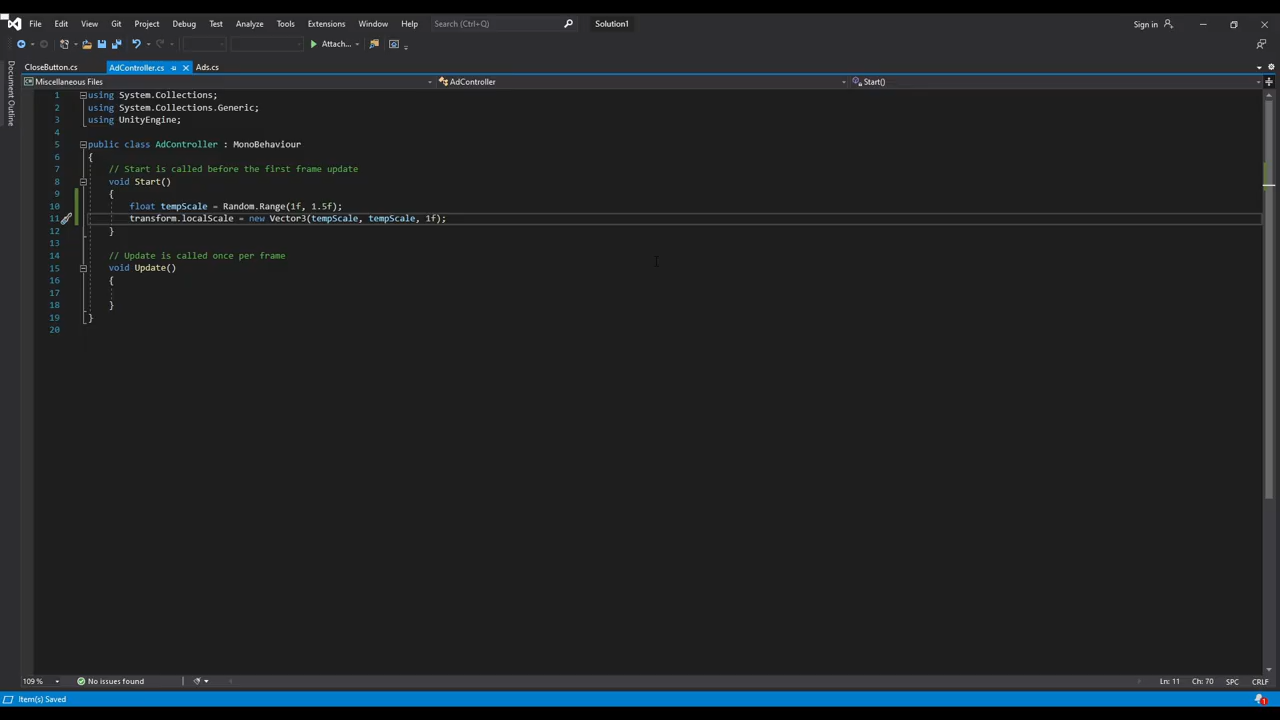 File Edit View Git Project Debug Test Analyze Tools Extensions Window Help Search (Ctrl+Q) Solution1 Sign in
Attach...
CloseButton.cs AdController.cs Ads.cs
Document Outline
Miscellaneous Files AdController Start()
1 using System.Collections;
2 using System.Collections.Generic;
3 using UnityEngine;
4
5 public class AdController : MonoBehaviour
6 {
7 // Start is called before the first frame update
8 void Start()
9 {
10 float tempScale = Random.Range(1f, 1.5f);
11 transform.localScale = new Vector3(tempScale, tempScale, 1f);
12 }
13
14 // Update is called once per frame
15 void Update()
16 {
17
18 }
19 }
20
109 % No issues found Ln: 11 Ch: 70 SPC CRLF
Item(s) Saved 1